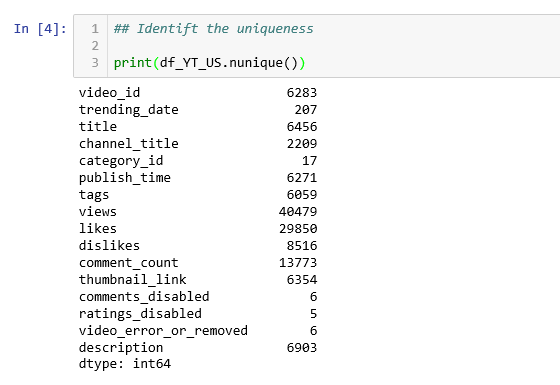 In [4]:
1 ## Identift the uniqueness
2
3 print(df_YT_US.nunique())
video_id 6283
trending_date 207
title 6456
channel_title 2209
category_id 17
publish_time 6271
tags 6059
views 40479
likes 29850
dislikes 8516
comment_count 13773
thumbnail_link 6354
comments_disabled 6
ratings_disabled 5
video_error_or_removed 6
description 6903
dtype: int64